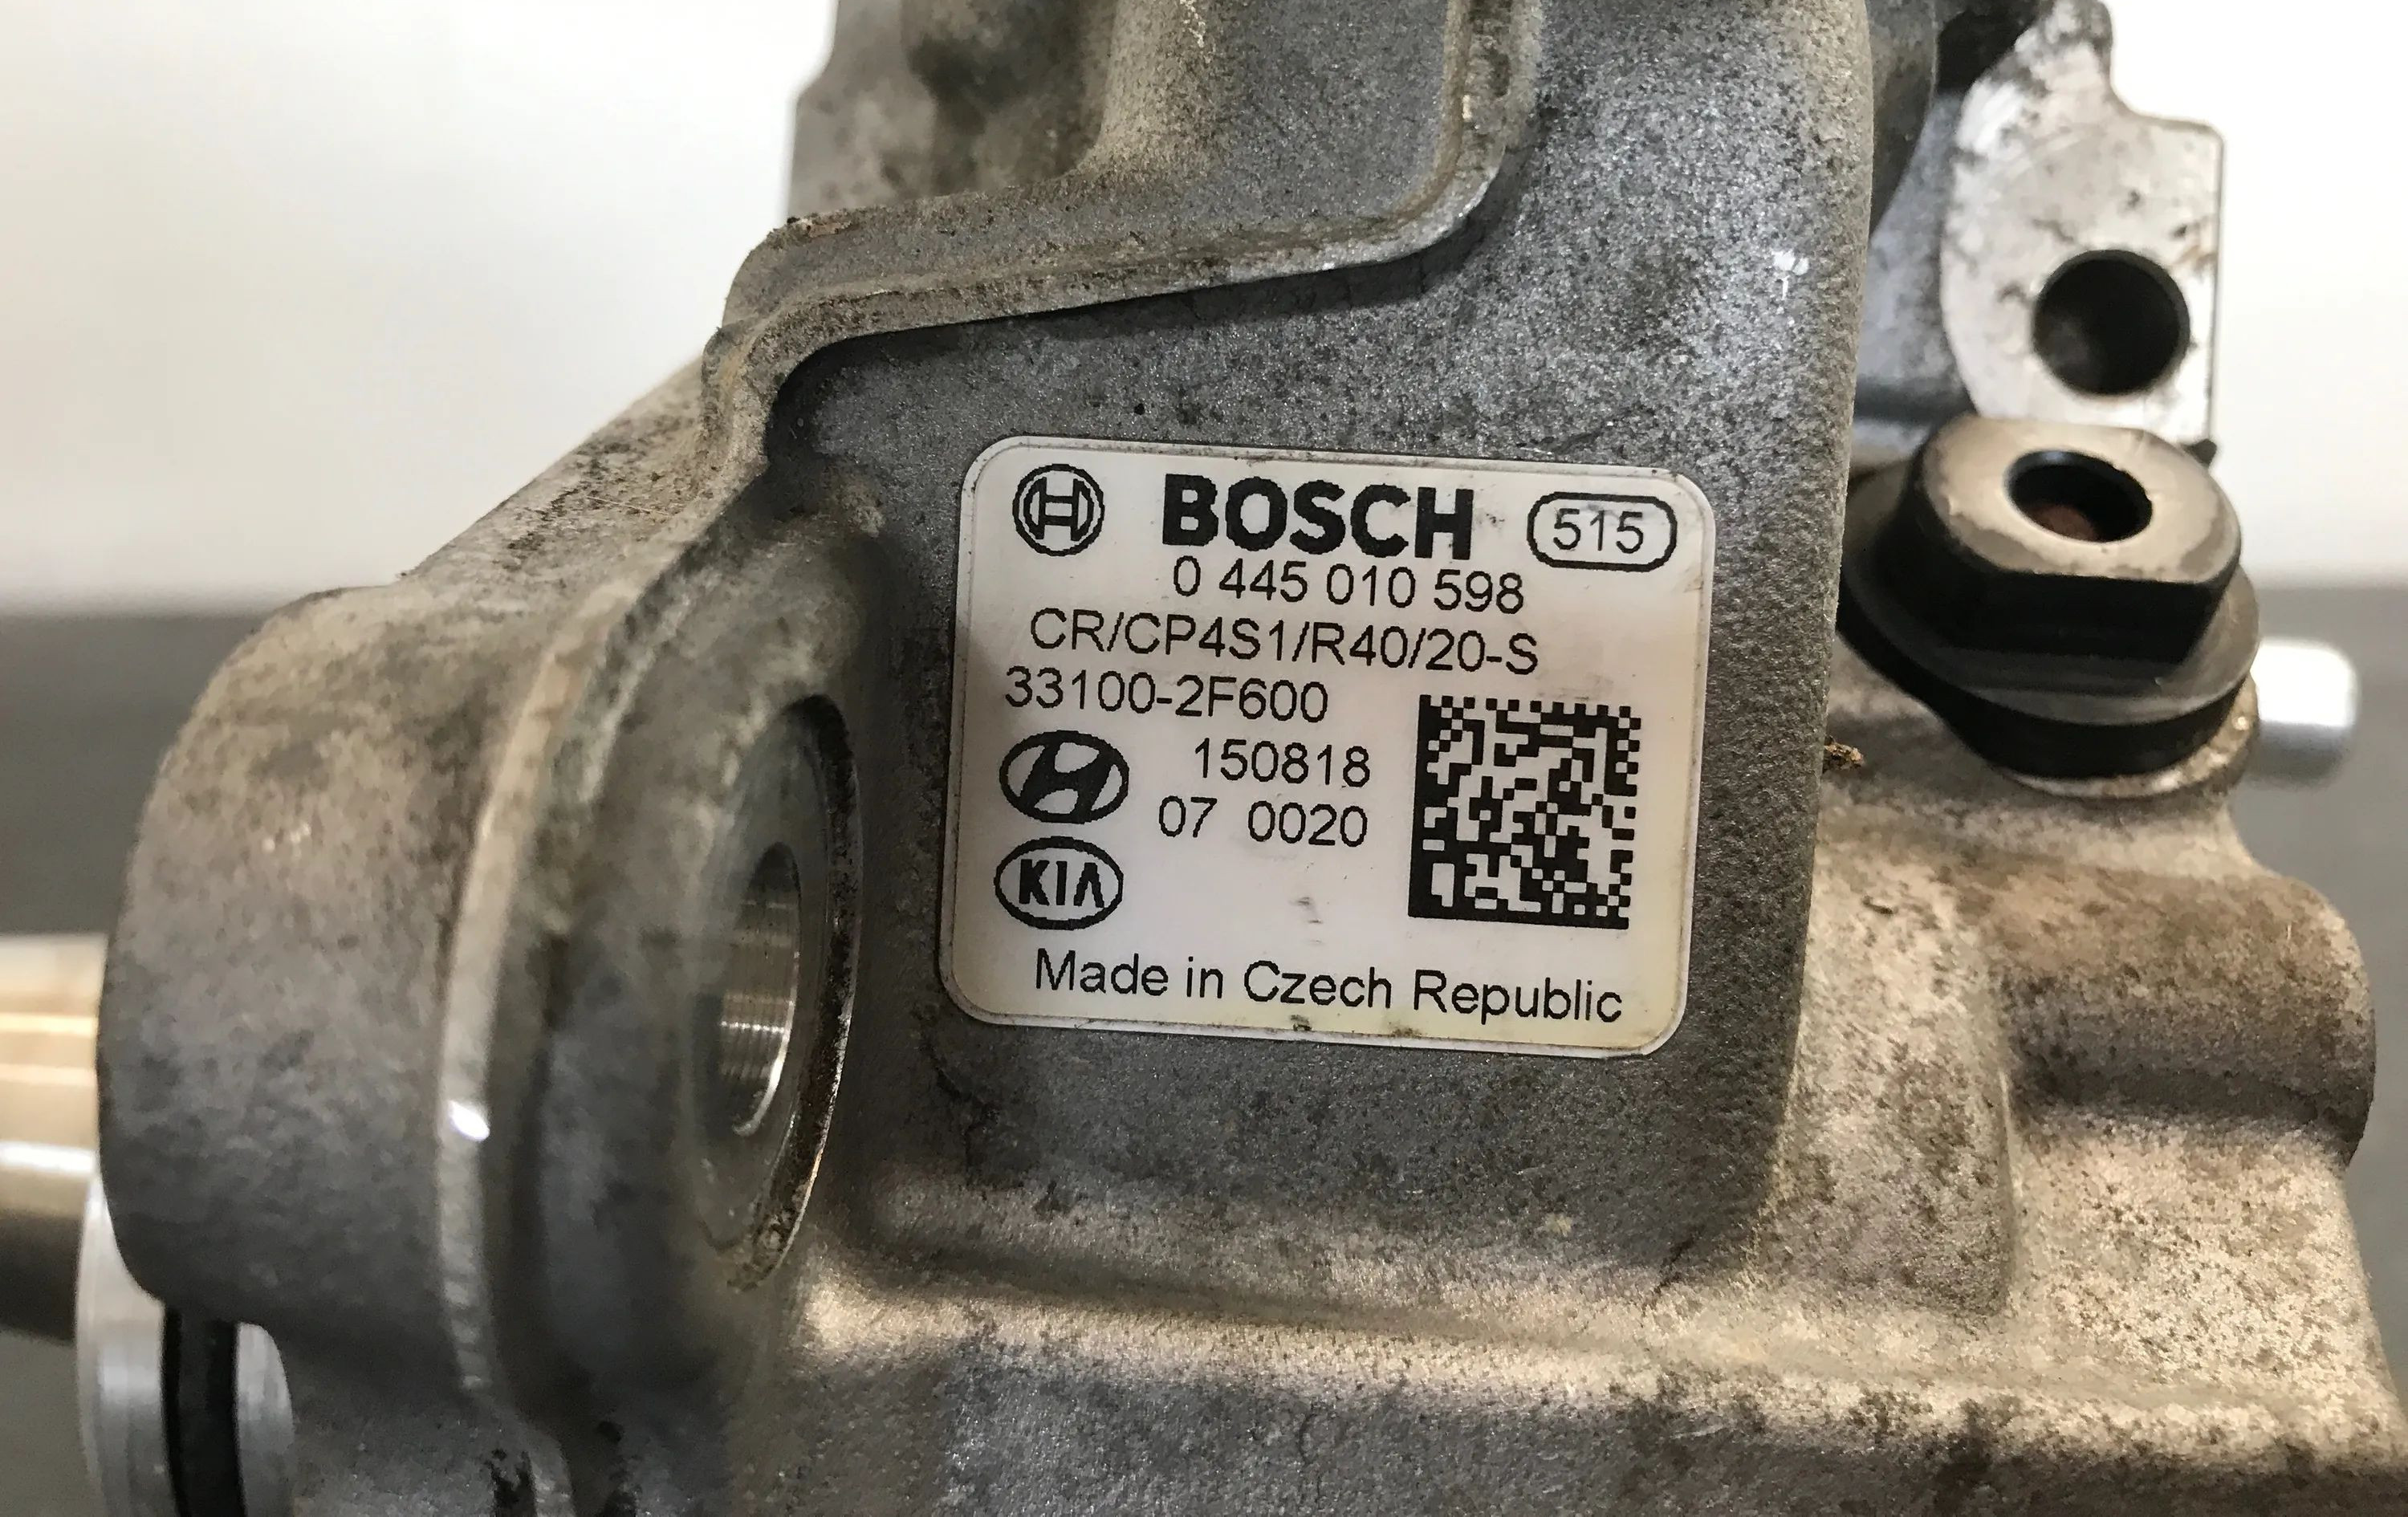 BOSCH 515
0 445 010 598
CR/CP4S1/R40/20-S
33100-2F600
150818
07 0020
KIA
Made in Czech Republic